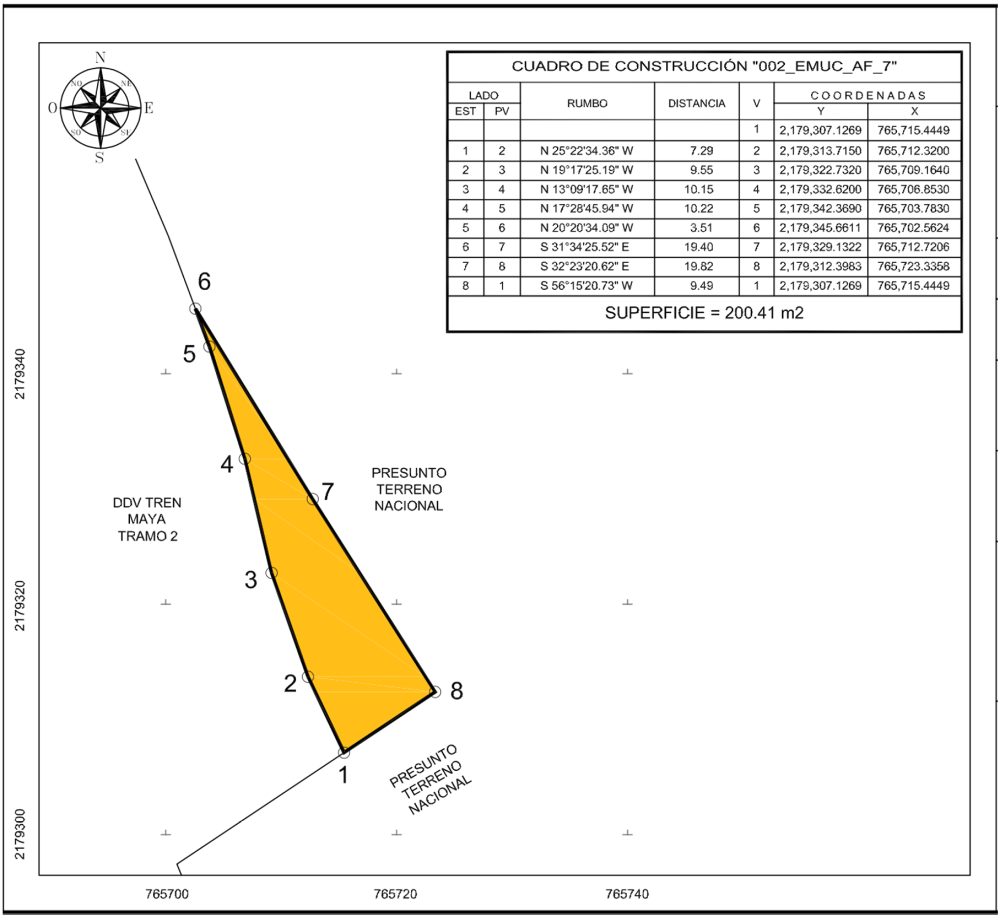 N
NO
NE
O
E
SO
SE
S
CUADRO DE CONSTRUCCIÓN "002_EMUC_AF_7"
LADO RUMBO DISTANCIA V COORDENADAS
EST PV Y X
1 2,179,307.1269 765,715.4449
1 2 N 25°22'34.36" W 7.29 2 2,179,313.7150 765,712.3200
2 3 N 19°17'25.19" W 9.55 3 2,179,322.7320 765,709.1640
3 4 N 13°09'17.65" W 10.15 4 2,179,332.6200 765,706.8530
4 5 N 17°28'45.94" W 10.22 5 2,179,342.3690 765,703.7830
5 6 N 20°20'34.09" W 3.51 6 2,179,345.6611 765,702.5624
6 7 S 31°34'25.52" E 19.40 7 2,179,329.1322 765,712.7206
7 8 S 32°23'20.62" E 19.82 8 2,179,312.3983 765,723.3358
8 1 S 56°15'20.73" W 9.49 1 2,179,307.1269 765,715.4449
SUPERFICIE = 200.41 m2
6
5
4
7
3
2
8
1
PRESUNTO
TERRENO
NACIONAL
DDV TREN
MAYA
TRAMO 2
PRESUNTO
TERRENO
NACIONAL
2179340
2179320
2179300
765700
765720
765740